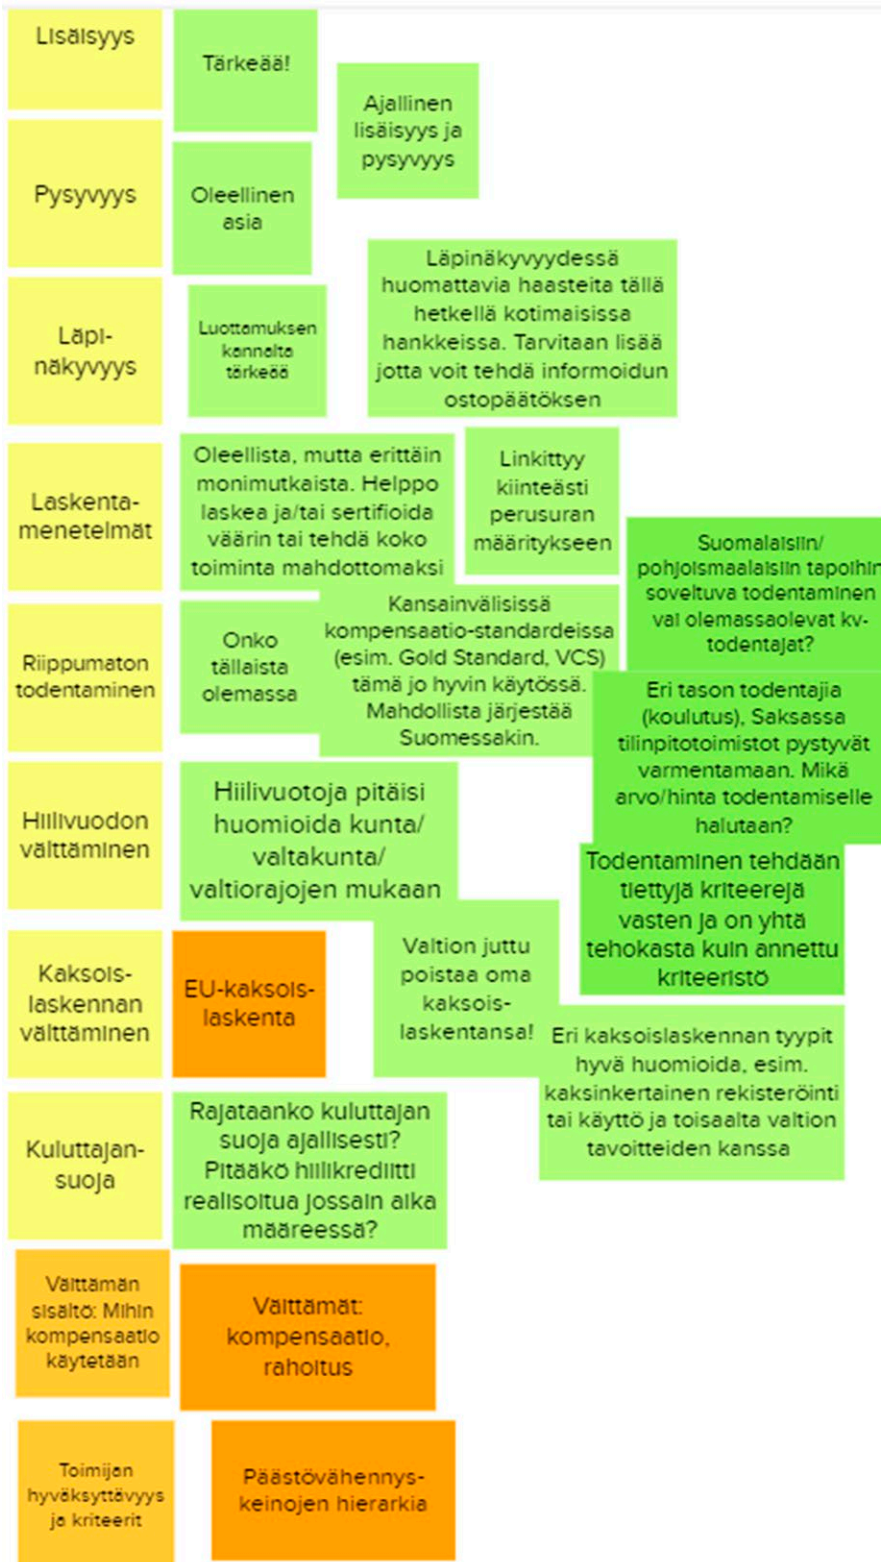 Lisäisyys
Tärkeää!
Ajallinen
lisäisyys ja
pysyvyys
Pysyvyys
Oleellinen
asia
Läpi-
näkyvyys
Luottamuksen
kannalta
tärkeää
Läpinäkyvyydessä
huomattavia haasteita tällä
hetkellä kotimaisissa
hankkeissa. Tarvitaan lisää
jotta voit tehdä informoidun
ostopäätöksen
Laskenta-
menetelmät
Oleellista, mutta erittäin
monimutkaista. Helppo
laskea ja/tai sertifioida
väärin tai tehdä koko
toiminta mahdottomaksi
Linkittyy
kiinteästi
perusuran
määritykseen
Suomalaisiin/
pohjoismaalaisiin tapoihin
soveltuva todentaminen
vai olemassaolevat kv-
todentajat?
Riippumaton
todentaminen
Onko
tällaista
olemassa
Kansainvälisissä
kompensaatio-standardeissa
(esim. Gold Standard, VCS)
tämä jo hyvin käytössä.
Mahdollista järjestää
Suomessakin.
Eri tason todentajia
(koulutus), Saksassa
tilinpitotoimistot pystyvät
varmentamaan. Mikä
arvo/hinta todentamiselle
halutaan?
Hiilivuodon
välttäminen
Hiilivuotoja pitäisi
huomioida kunta/
valtakunta/
valtiorajojen mukaan
Todentaminen tehdään
tiettyjä kriteerejä
vasten ja on yhtä
tehokasta kuin annettu
kriteeristö
Kaksois-
laskennan
välttäminen
EU-kaksois-
laskenta
Valtion juttu
poistaa oma
kaksois-
laskentansa!
Eri kaksoislaskennan tyypit
hyvä huomioida, esim.
kaksinkertainen rekisteröinti
tai käyttö ja toisaalta valtion
tavoitteiden kanssa
Kuluttajan-
suoja
Rajataanko kuluttajan
suoja ajallisesti?
Pitääkö hiilikrediitti
realisoitua jossain aika
määreessä?
Väittämän
sisältö: Mihin
kompensaatio
käytetään
Väittämät:
kompensaatio,
rahoitus
Toimijan
hyväksyttävyys
ja kriteerit
Päästövähennys-
keinojen hierarkia